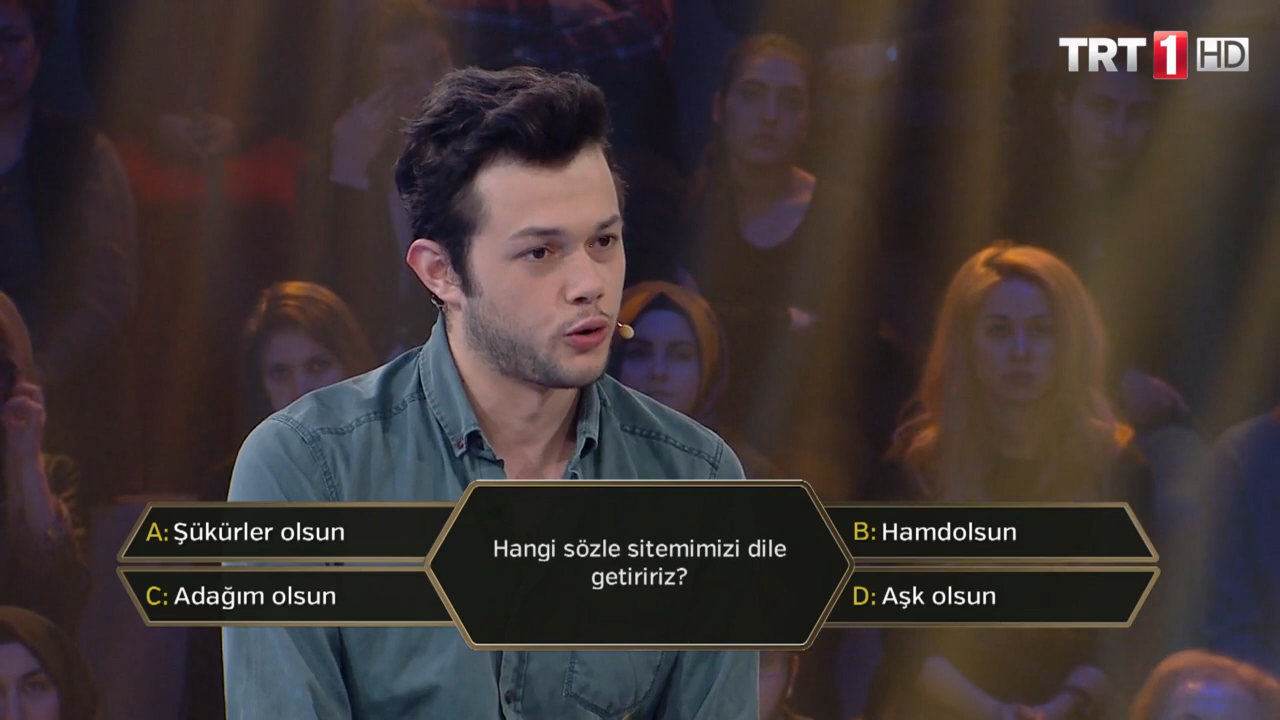 TRT 1 HD
Hangi sözle sitemimizi dile
getiririz?
A: Şükürler olsun
B: Hamdolsun
C: Adağım olsun
D: Aşk olsun